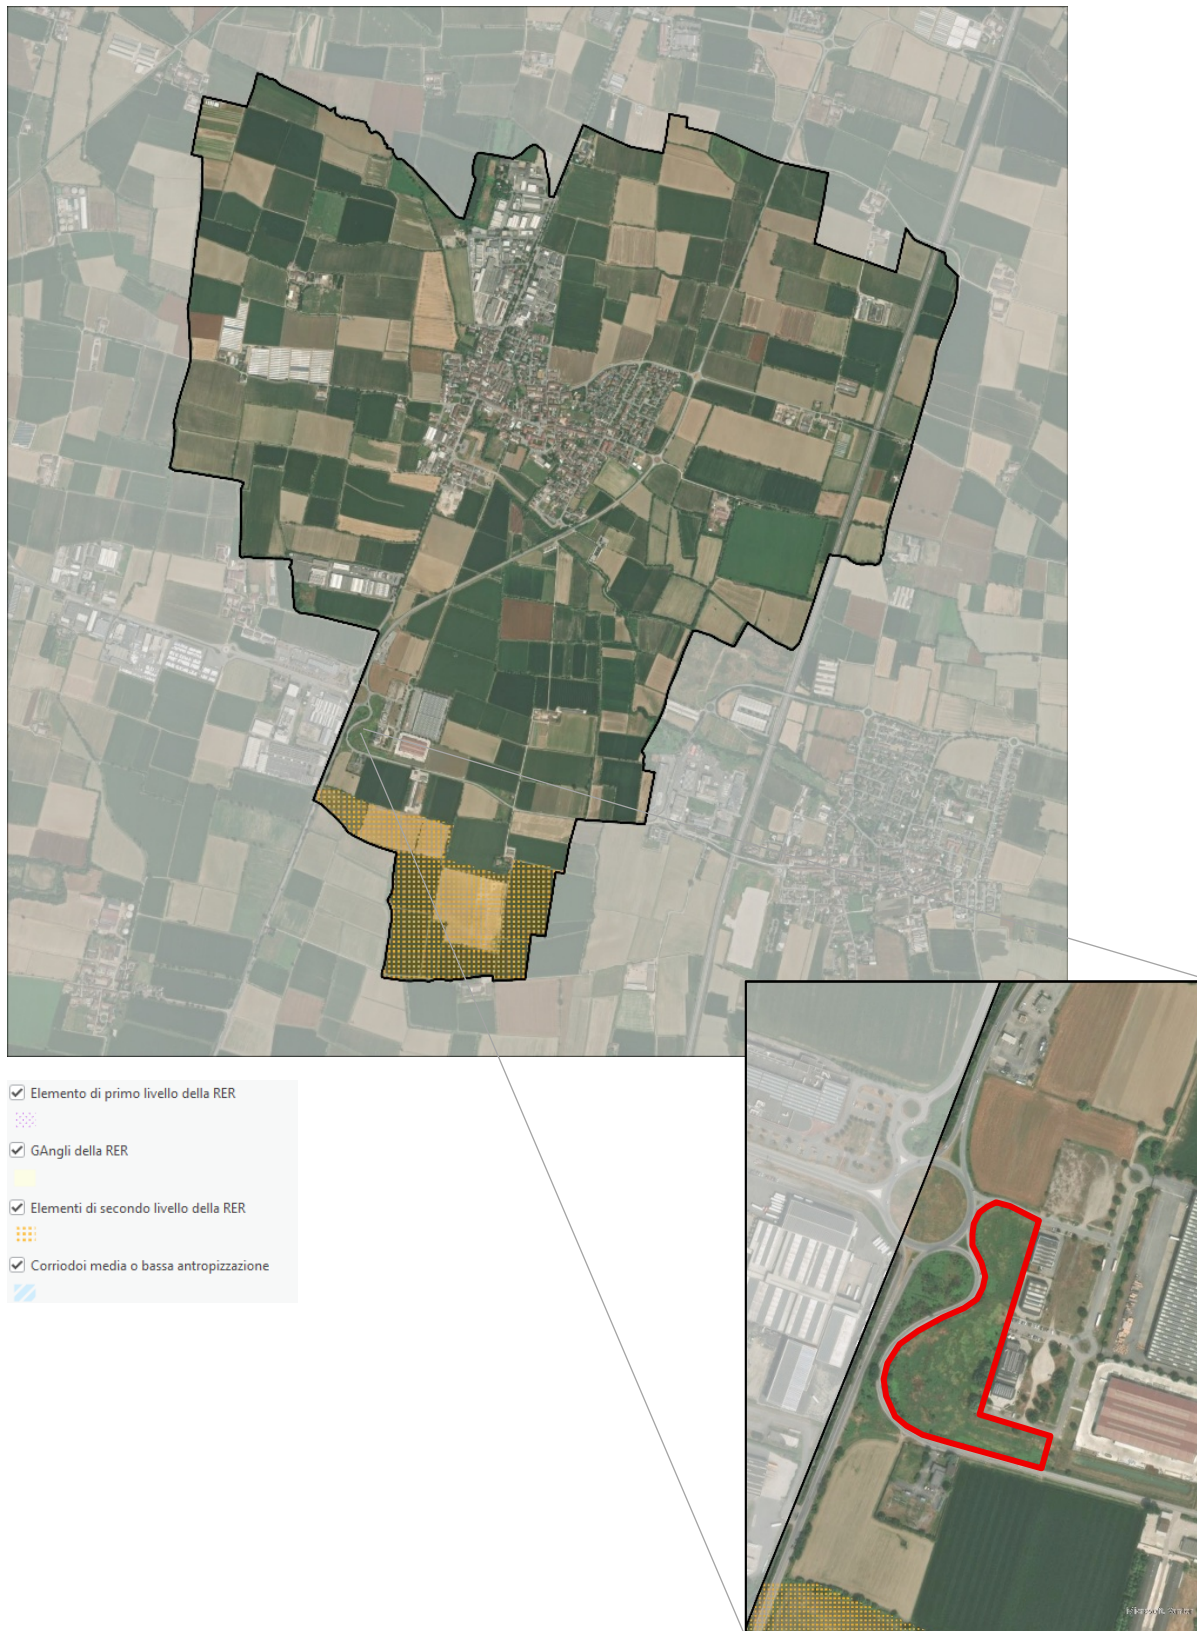 Elemento di primo livello della RER
GAngli della RER
Elementi di secondo livello della RER
Corriodoi media o bassa antropizzazione